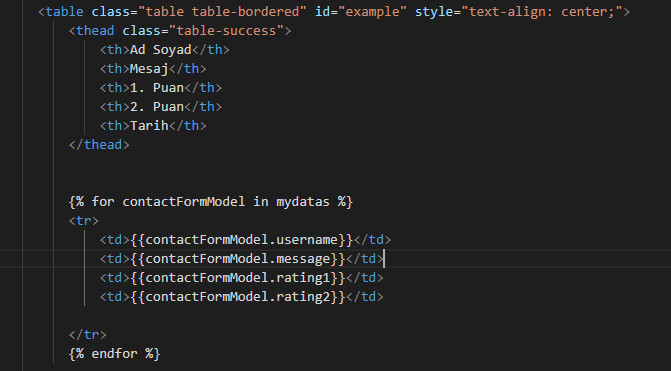 <table class="table table-bordered" id="example" style="text-align: center;">
<thead class="table-success">
<th>Ad Soyad</th>
<th>Mesaj</th>
<th>1. Puan</th>
<th>2. Puan</th>
<th>Tarih</th>
</thead>
{% for contactFormModel in mydatas %}
<tr>
<td>{{contactFormModel.username}}</td>
<td>{{contactFormModel.message}}</td>
<td>{{contactFormModel.rating1}}</td>
<td>{{contactFormModel.rating2}}</td>
</tr>
{% endfor %}